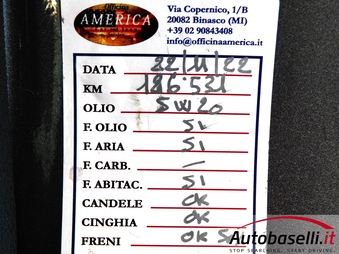 Officina
AMERICA
Via Copernico, 1/B
20082 Binasco (MI)
+39 02 90843408
info@officinaamerica.it
DATA 22/11/22
KM 186.531
OLIO 5W20
F. OLIO SI
F. ARIA SI
F. CARB. —
F. ABITAC. SI
CANDELE OK
CINGHIA OK
FRENI OK
Autobaselli.it
STOP SEARCHING. START DRIVING.